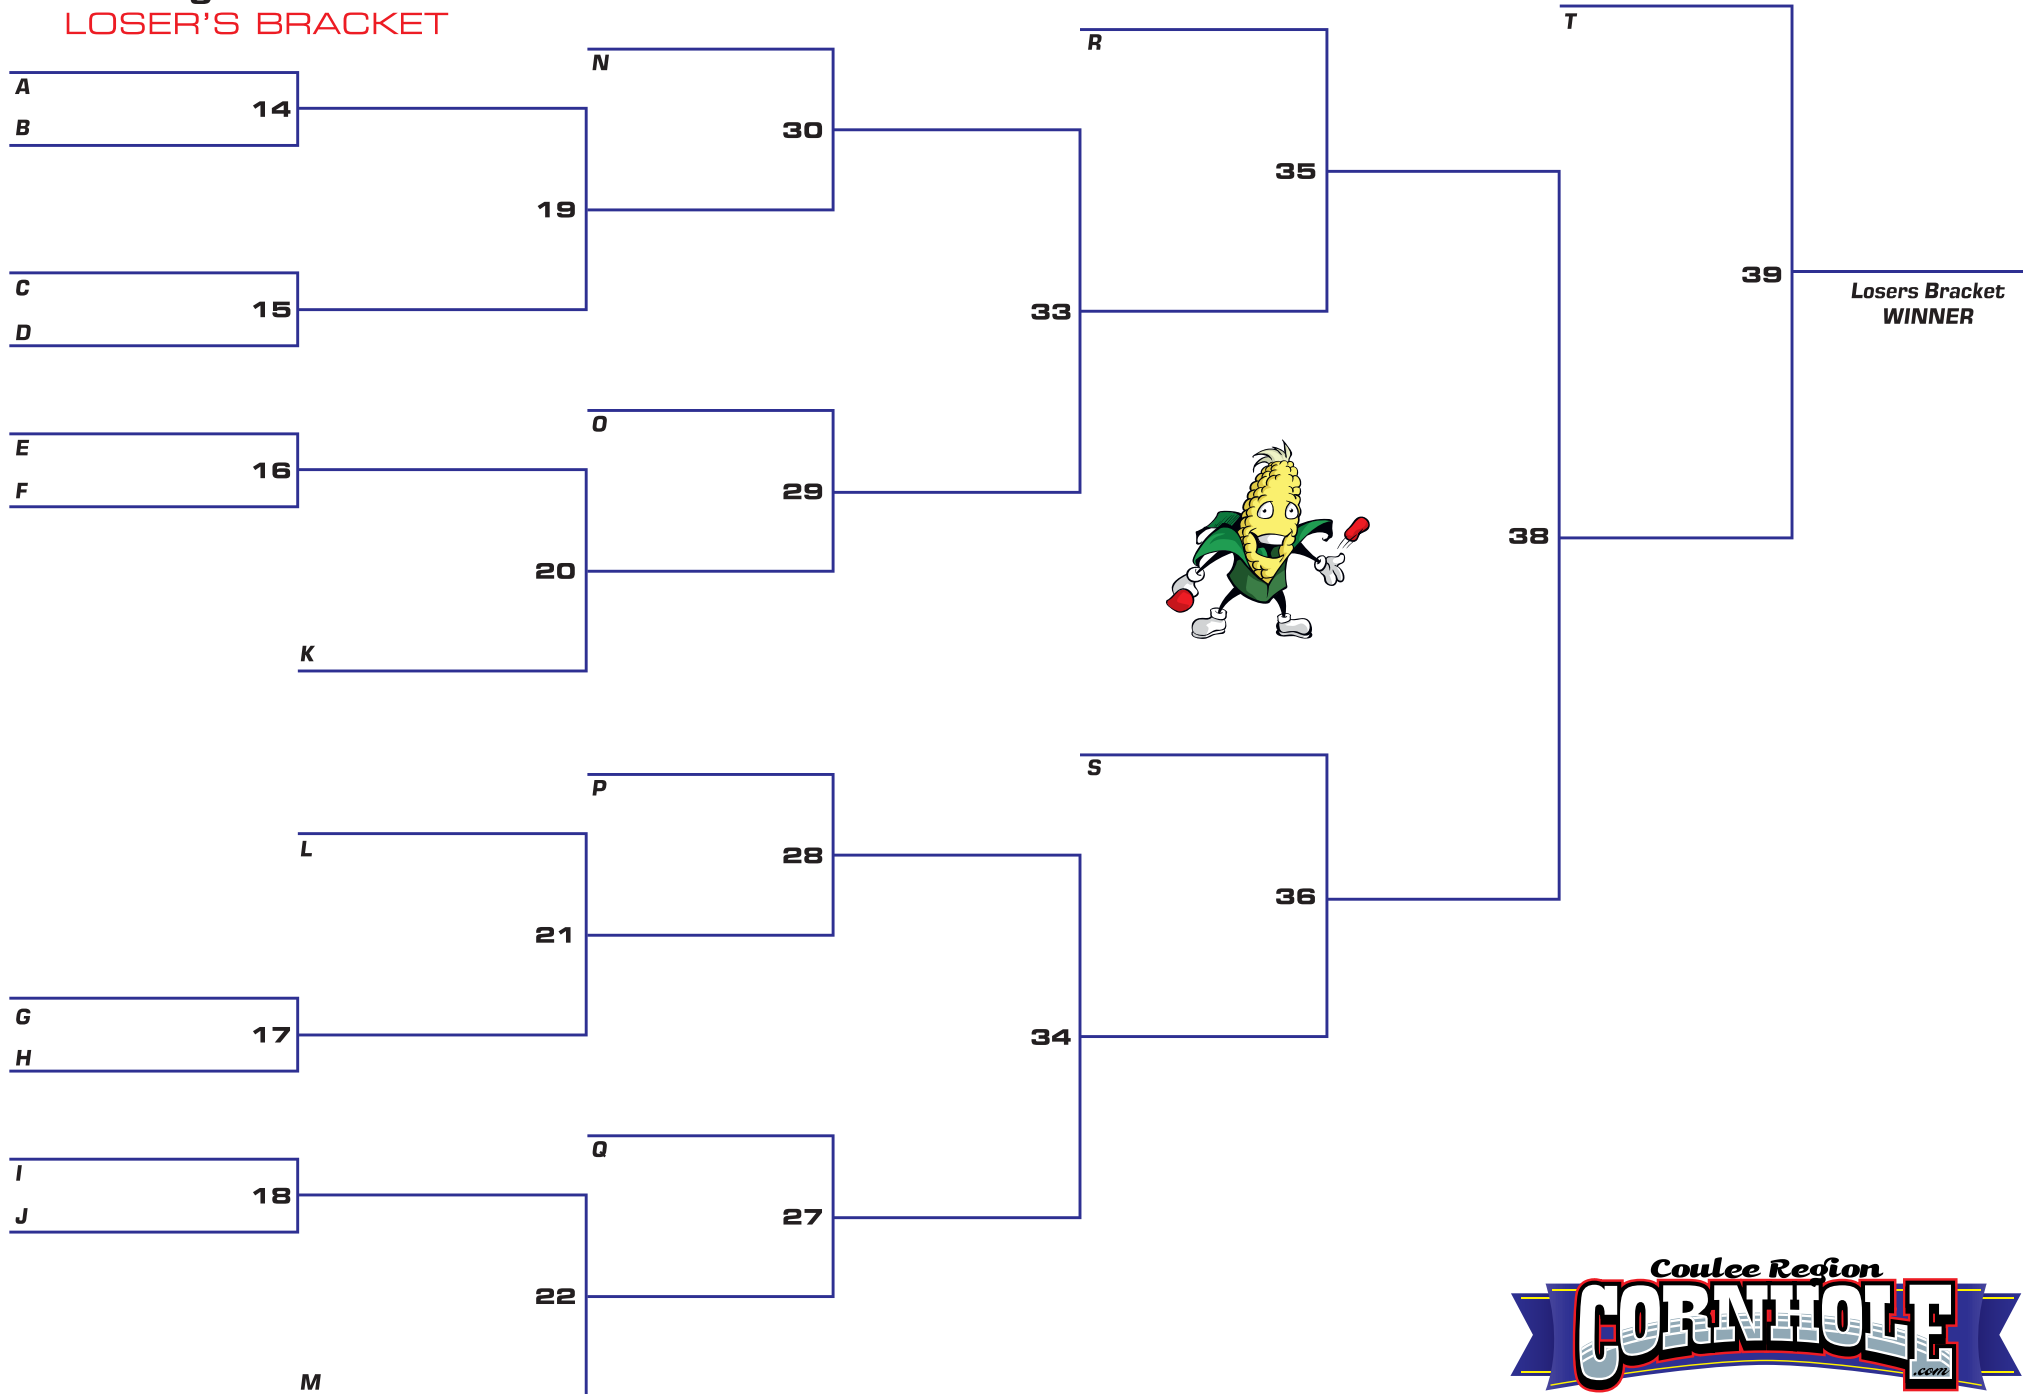 LOSER'S BRACKET
A
B
14
C
D
15
E
F
16
K
L
G
H
17
I
J
18
M
19
20
21
22
N
30
O
29
P
28
Q
27
33
34
R
35
S
36
38
T
39
Losers Bracket
WINNER
Coulee Region
CORNHOLE
.com